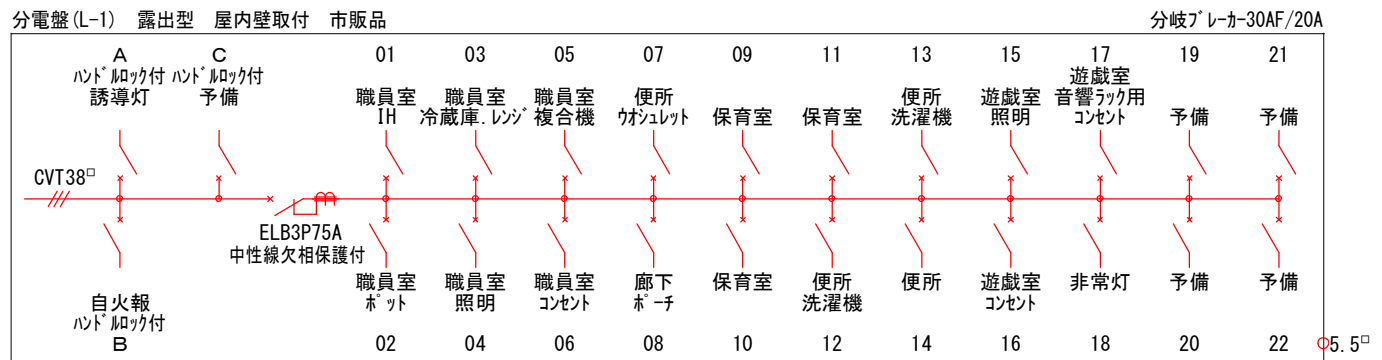 分電盤(L-1) 露出型 屋内壁取付 市販品
分岐ﾌﾞﾚｰｶｰ30AF/20A
A C 01 03 05 07 09 11 13 15 17 19 21
ﾊﾝﾄﾞﾙﾛｯｸ付
誘導灯
ﾊﾝﾄﾞﾙﾛｯｸ付
予備
職員室
IH
職員室
冷蔵庫.ﾚﾝｼﾞ
職員室
複合機
便所
ｳｵｼｭﾚｯﾄ
保育室
保育室
便所
洗濯機
遊戯室
照明
遊戯室
音響ﾗｯｸ用
ｺﾝｾﾝﾄ
予備
予備
CVT38□
ELB3P75A
中性線欠相保護付
自火報
ﾊﾝﾄﾞﾙﾛｯｸ付
職員室
ﾎﾟｯﾄ
職員室
照明
職員室
ｺﾝｾﾝﾄ
廊下
ﾎﾟｰﾁ
保育室
便所
洗濯機
便所
遊戯室
ｺﾝｾﾝﾄ
非常灯
予備
予備
B 02 04 06 08 10 12 14 16 18 20 22
5.5□